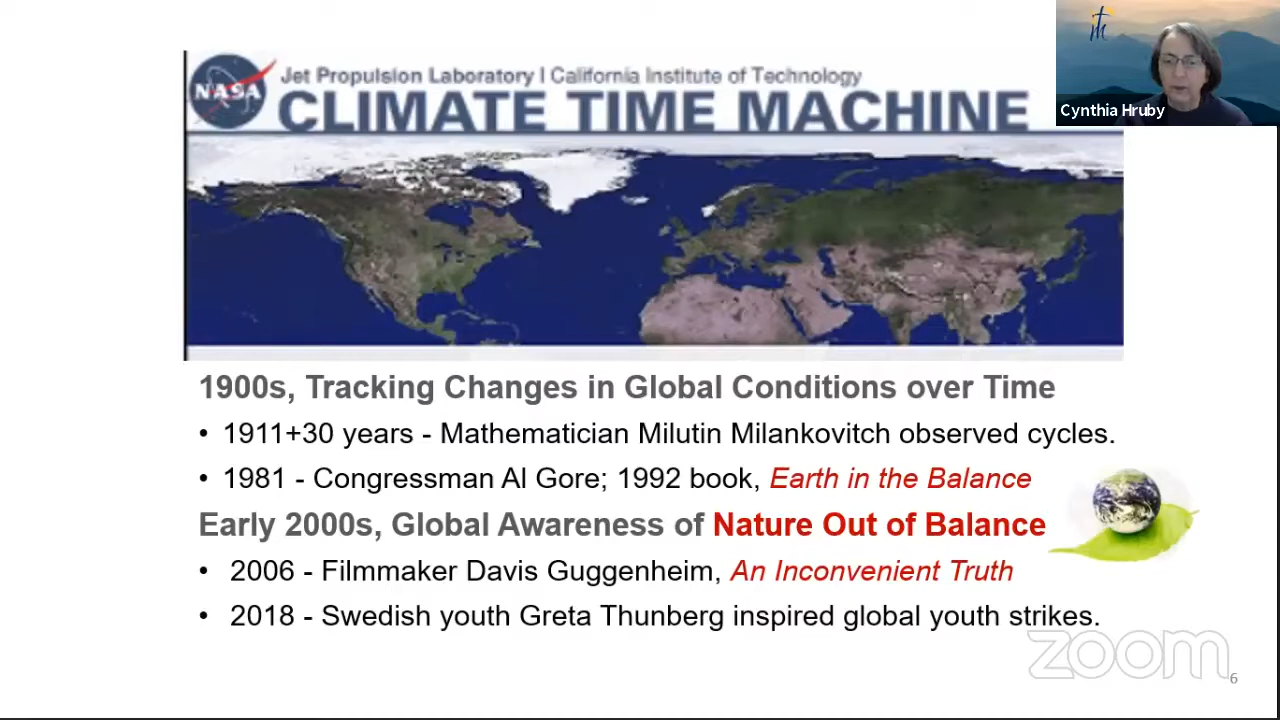 Cynthia Hruby
NASA
Jet Propulsion Laboratory | California Institute of Technology
CLIMATE TIME MACHINE
1900s, Tracking Changes in Global Conditions over Time
• 1911+30 years - Mathematician Milutin Milankovitch observed cycles.
• 1981 - Congressman Al Gore; 1992 book, Earth in the Balance
Early 2000s, Global Awareness of Nature Out of Balance
• 2006 - Filmmaker Davis Guggenheim, An Inconvenient Truth
• 2018 - Swedish youth Greta Thunberg inspired global youth strikes.
zoom
6